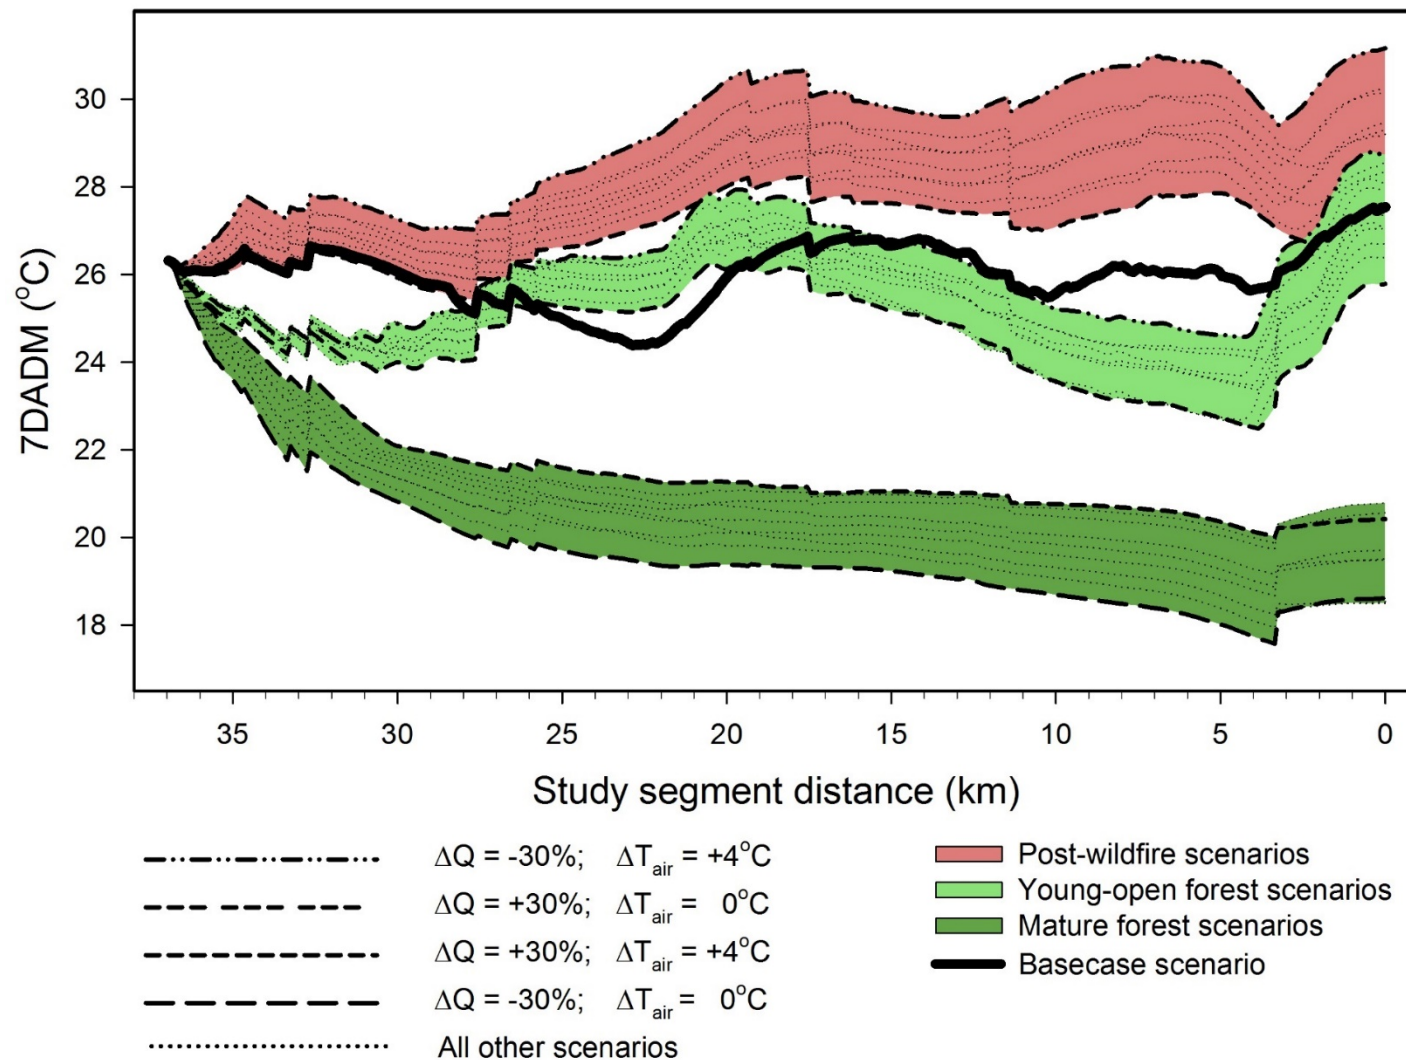 30
28
26
24
22
20
18
7DADM (°C)
35 30 25 20 15 10 5 0
Study segment distance (km)
ΔQ = -30%; ΔTair = +4°C
ΔQ = +30%; ΔTair = 0°C
ΔQ = +30%; ΔTair = +4°C
ΔQ = -30%; ΔTair = 0°C
All other scenarios
Post-wildfire scenarios
Young-open forest scenarios
Mature forest scenarios
Basecase scenario